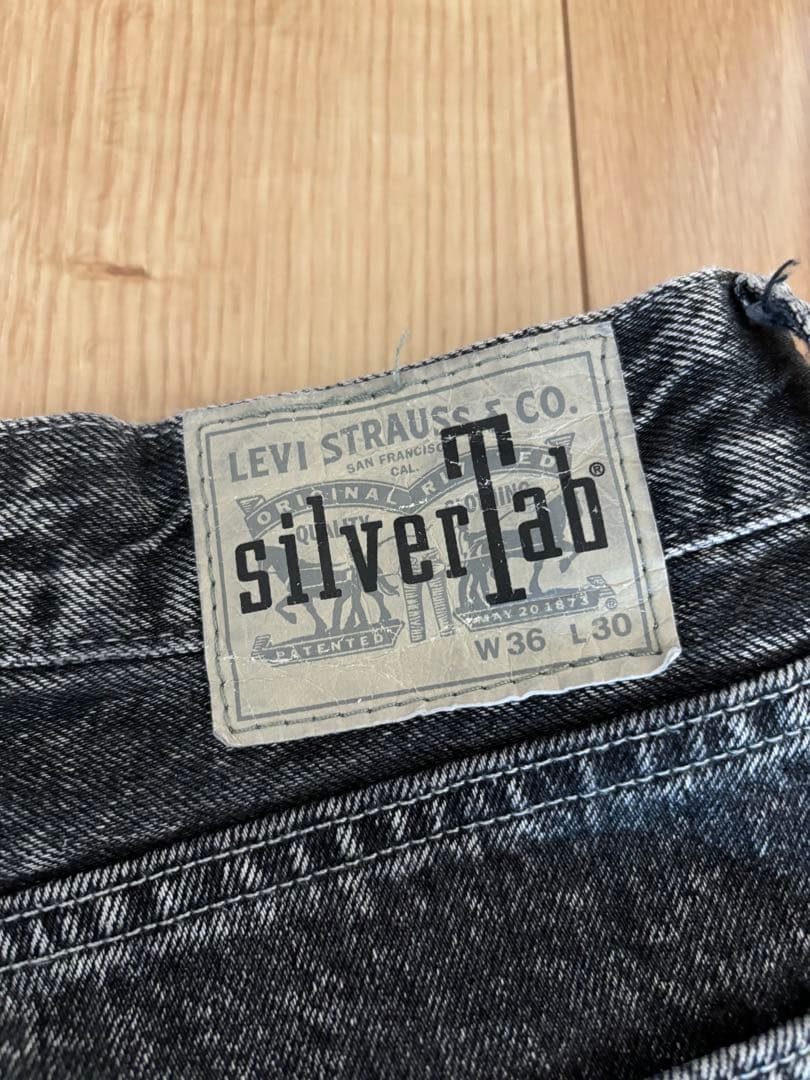 LEVI STRAUSS & CO.
SAN FRANCISCO
CAL.
ORIGINAL RIVETED
QUALITY CLOTHING
silverTab®
PATENTED MAY 20 1873
W36 L30